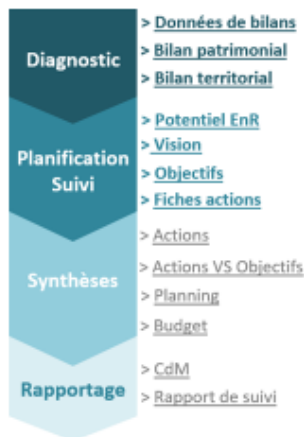 Diagnostic
> Données de bilans
> Bilan patrimonial
> Bilan territorial
Planification
Suivi
> Potentiel EnR
> Vision
> Objectifs
> Fiches actions
Synthèses
> Actions
> Actions VS Objectifs
> Planning
> Budget
Rapportage
> CdM
> Rapport de suivi